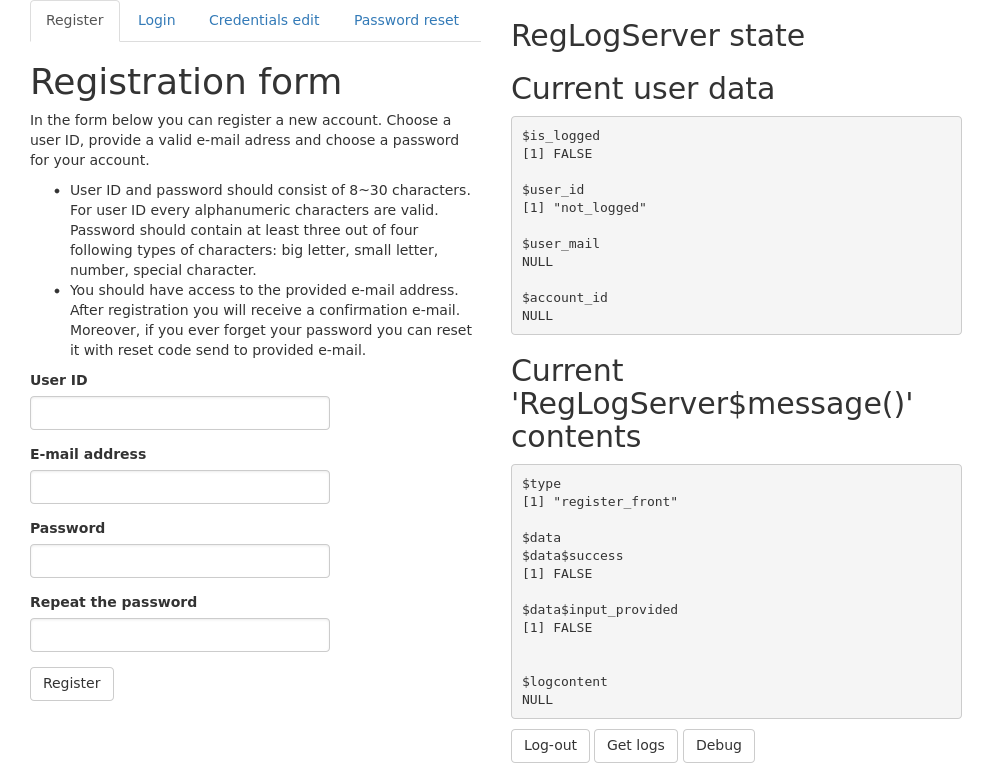 Register Login Credentials edit Password reset
Registration form
In the form below you can register a new account. Choose a
user ID, provide a valid e-mail adress and choose a password
for your account.
• User ID and password should consist of 8~30 characters.
For user ID every alphanumeric characters are valid.
Password should contain at least three out of four
following types of characters: big letter, small letter,
number, special character.
• You should have access to the provided e-mail address.
After registration you will receive a confirmation e-mail.
Moreover, if you ever forget your password you can reset
it with reset code send to provided e-mail.
User ID
E-mail address
Password
Repeat the password
Register
RegLogServer state
Current user data
$is_logged
[1] FALSE
$user_id
[1] "not_logged"
$user_mail
NULL
$account_id
NULL
Current
'RegLogServer$message()'
contents
$type
[1] "register_front"
$data
$data$success
[1] FALSE
$data$input_provided
[1] FALSE
$logcontent
NULL
Log-out Get logs Debug